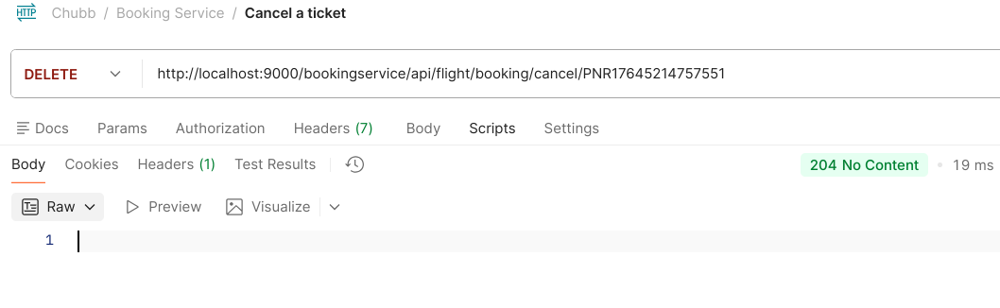 HTTP Chubb / Booking Service / Cancel a ticket
DELETE http://localhost:9000/bookingservice/api/flight/booking/cancel/PNR17645214757551
Docs Params Authorization Headers (7) Body Scripts Settings
Body Cookies Headers (1) Test Results 204 No Content • 19 ms
Raw Preview Visualize
1